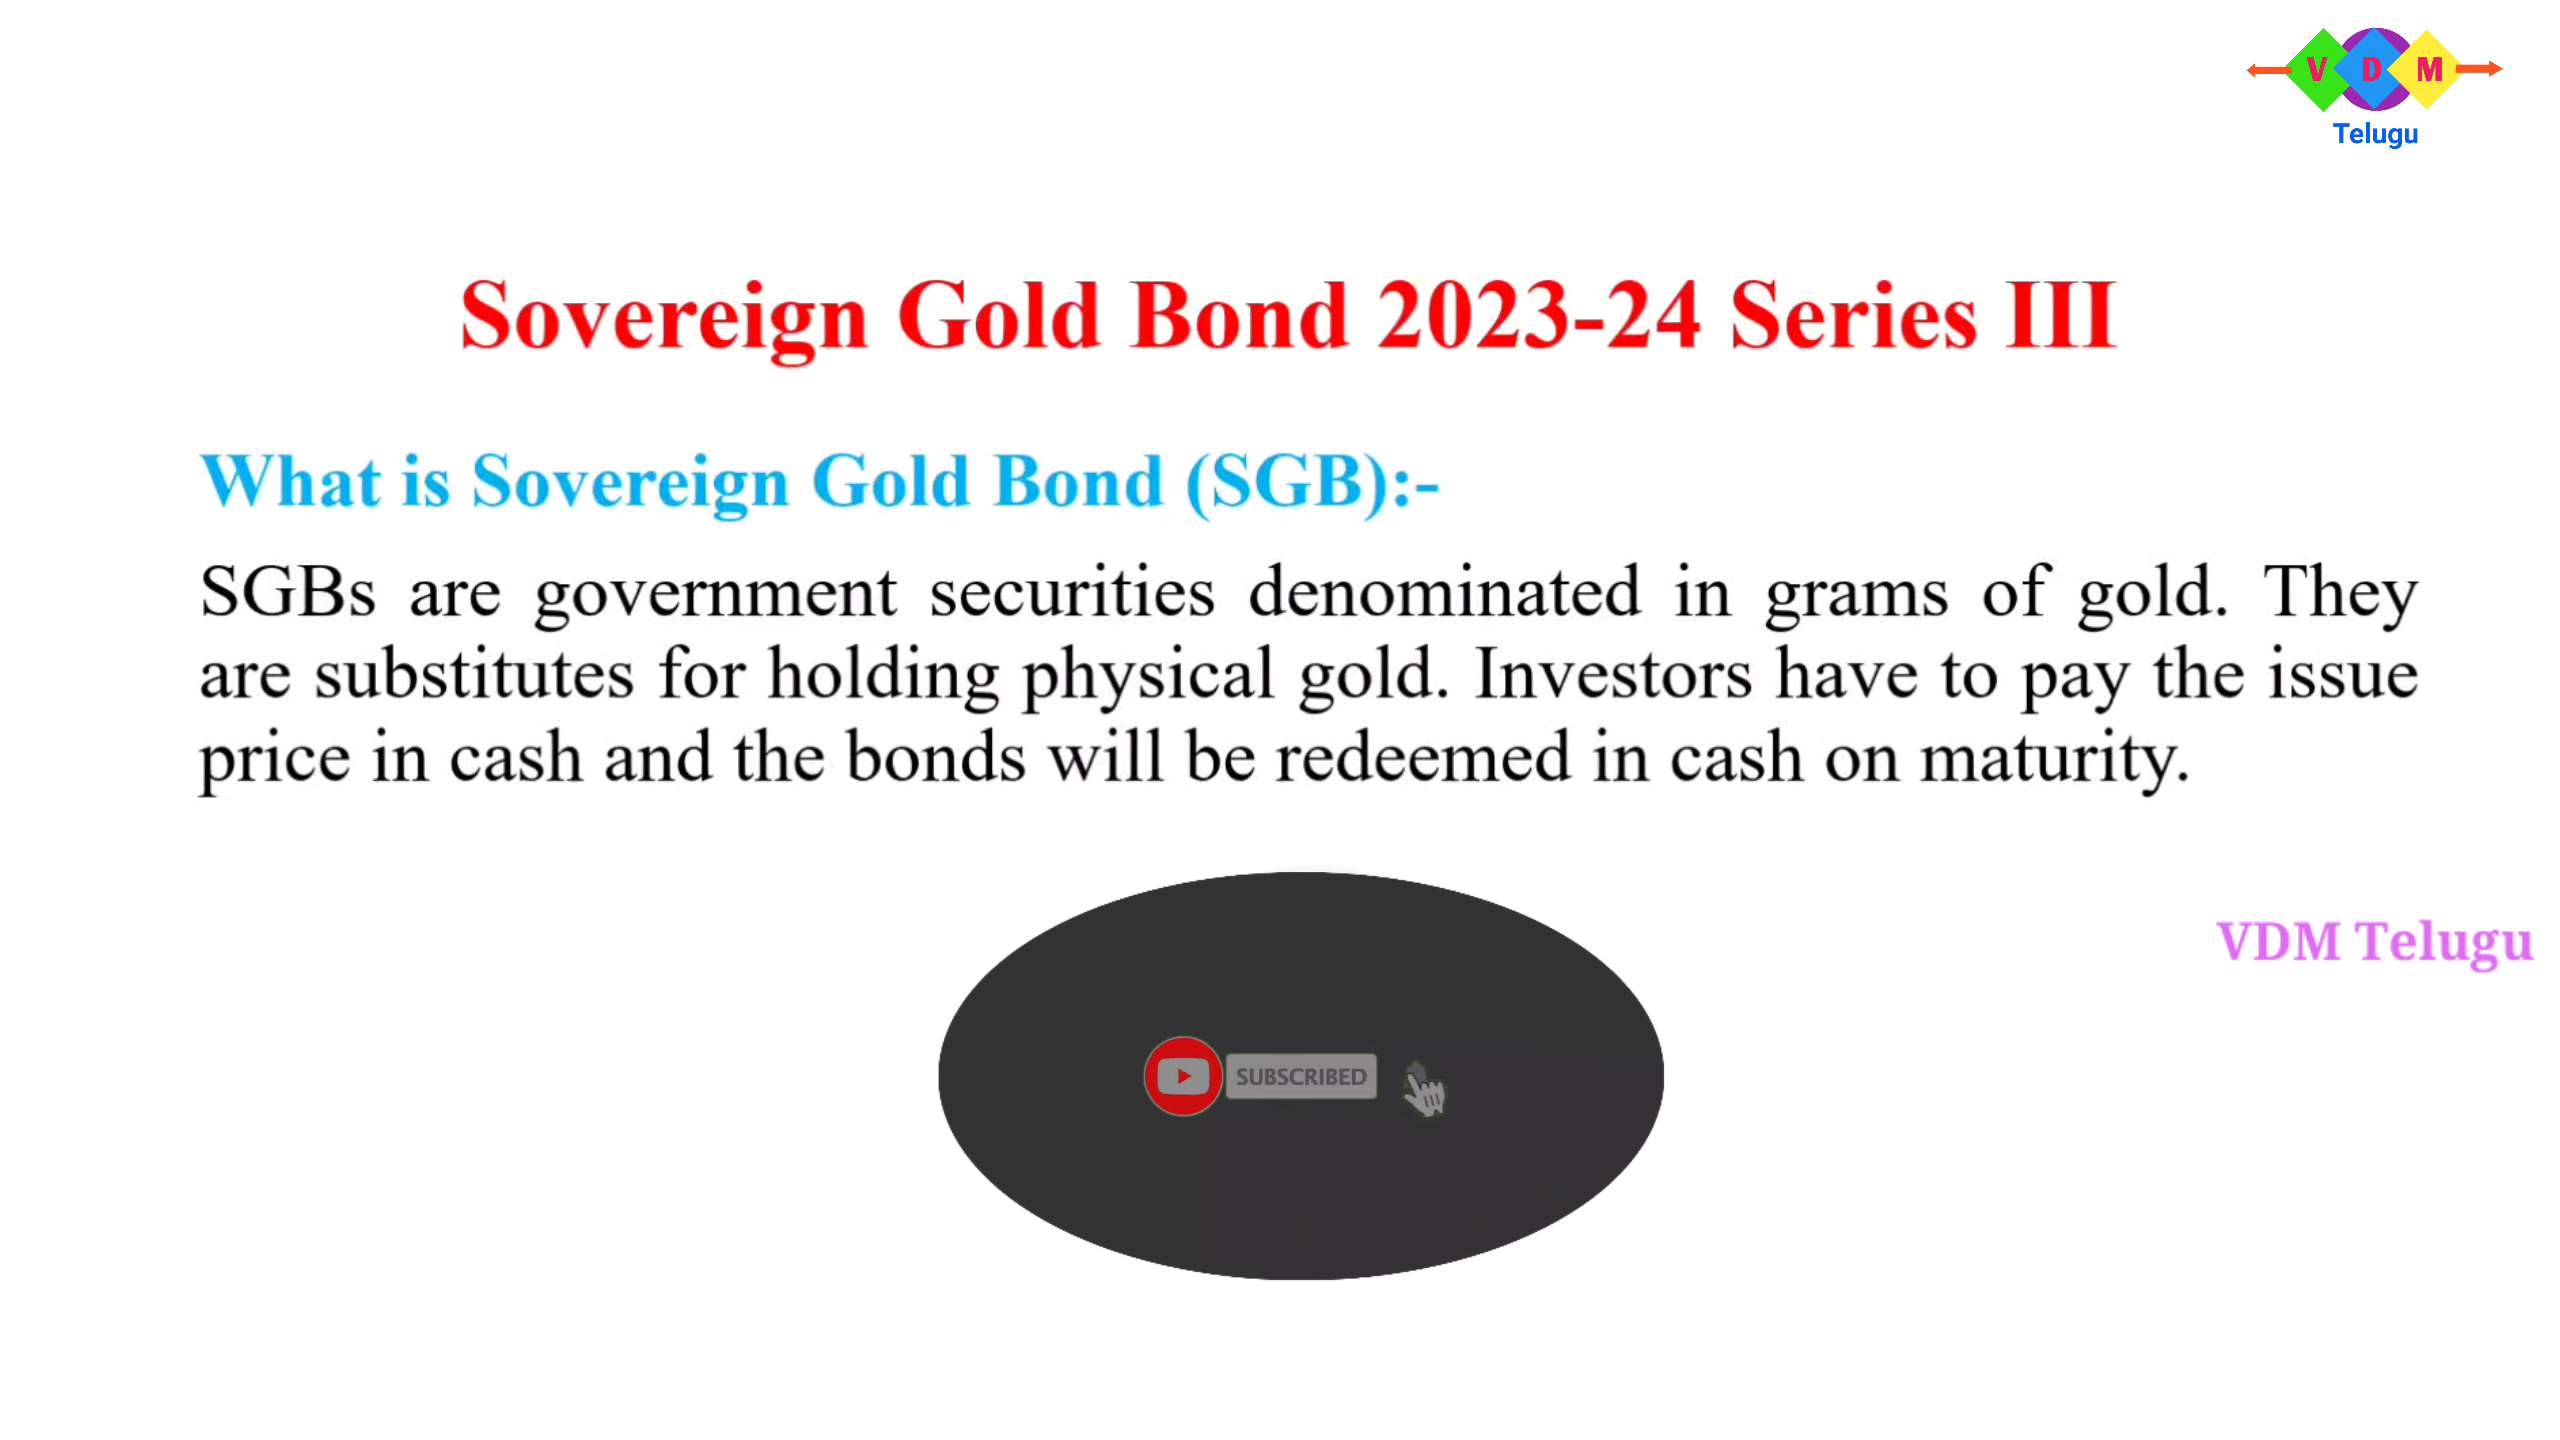 V D M
Telugu
Sovereign Gold Bond 2023-24 Series III
What is Sovereign Gold Bond (SGB):-
SGBs are government securities denominated in grams of gold. They
are substitutes for holding physical gold. Investors have to pay the issue
price in cash and the bonds will be redeemed in cash on maturity.
VDM Telugu
SUBSCRIBED